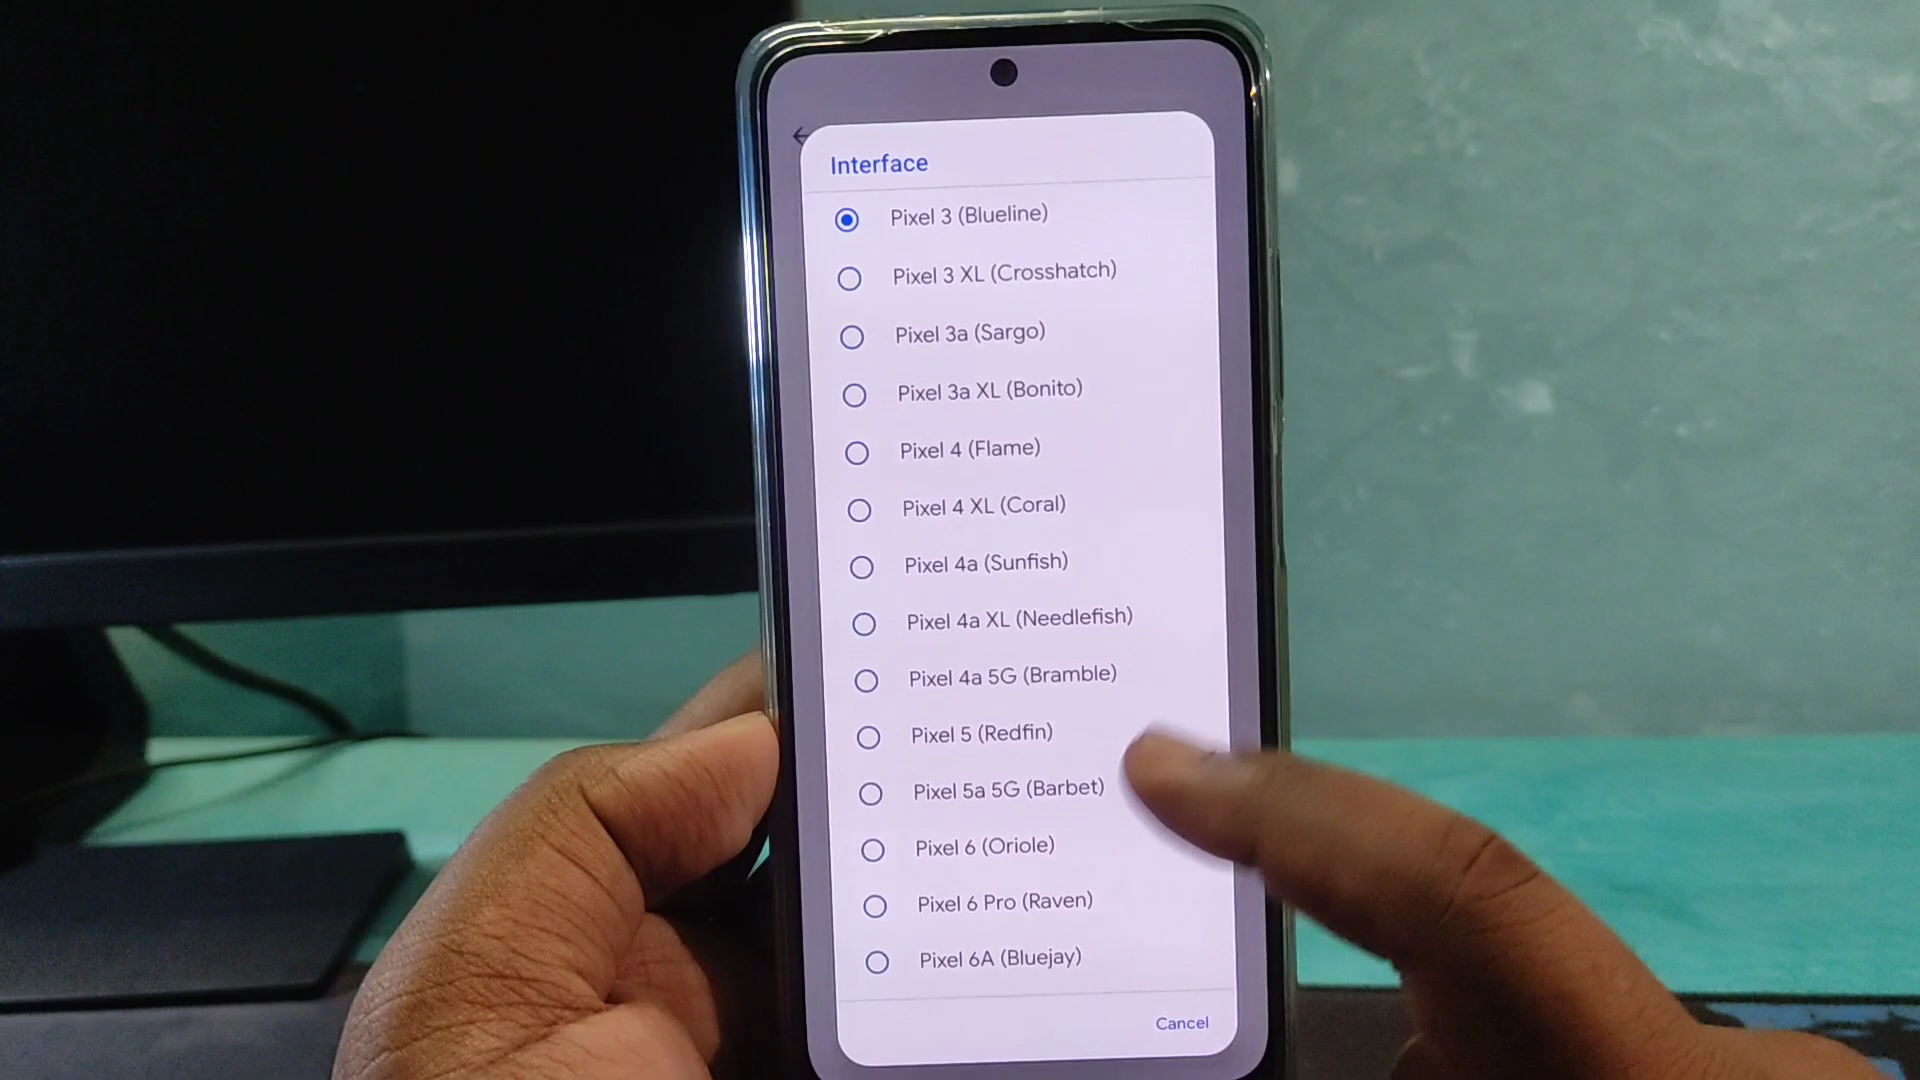 Interface
Pixel 3 (Blueline)
Pixel 3 XL (Crosshatch)
Pixel 3a (Sargo)
Pixel 3a XL (Bonito)
Pixel 4 (Flame)
Pixel 4 XL (Coral)
Pixel 4a (Sunfish)
Pixel 4a XL (Needlefish)
Pixel 4a 5G (Bramble)
Pixel 5 (Redfin)
Pixel 5a 5G (Barbet)
Pixel 6 (Oriole)
Pixel 6 Pro (Raven)
Pixel 6A (Bluejay)
Cancel